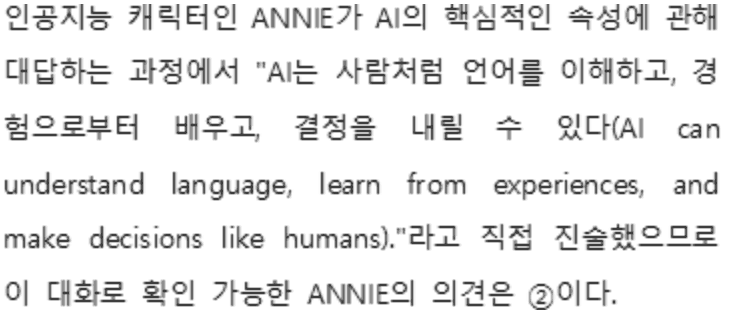 인공지능 캐릭터인 ANNIE가 AI의 핵심적인 속성에 관해
대답하는 과정에서 "AI는 사람처럼 언어를 이해하고, 경
험으로부터 배우고, 결정을 내릴 수 있다(AI can
understand language, learn from experiences, and
make decisions like humans)."라고 직접 진술했으므로
이 대화로 확인 가능한 ANNIE의 의견은 ②이다.